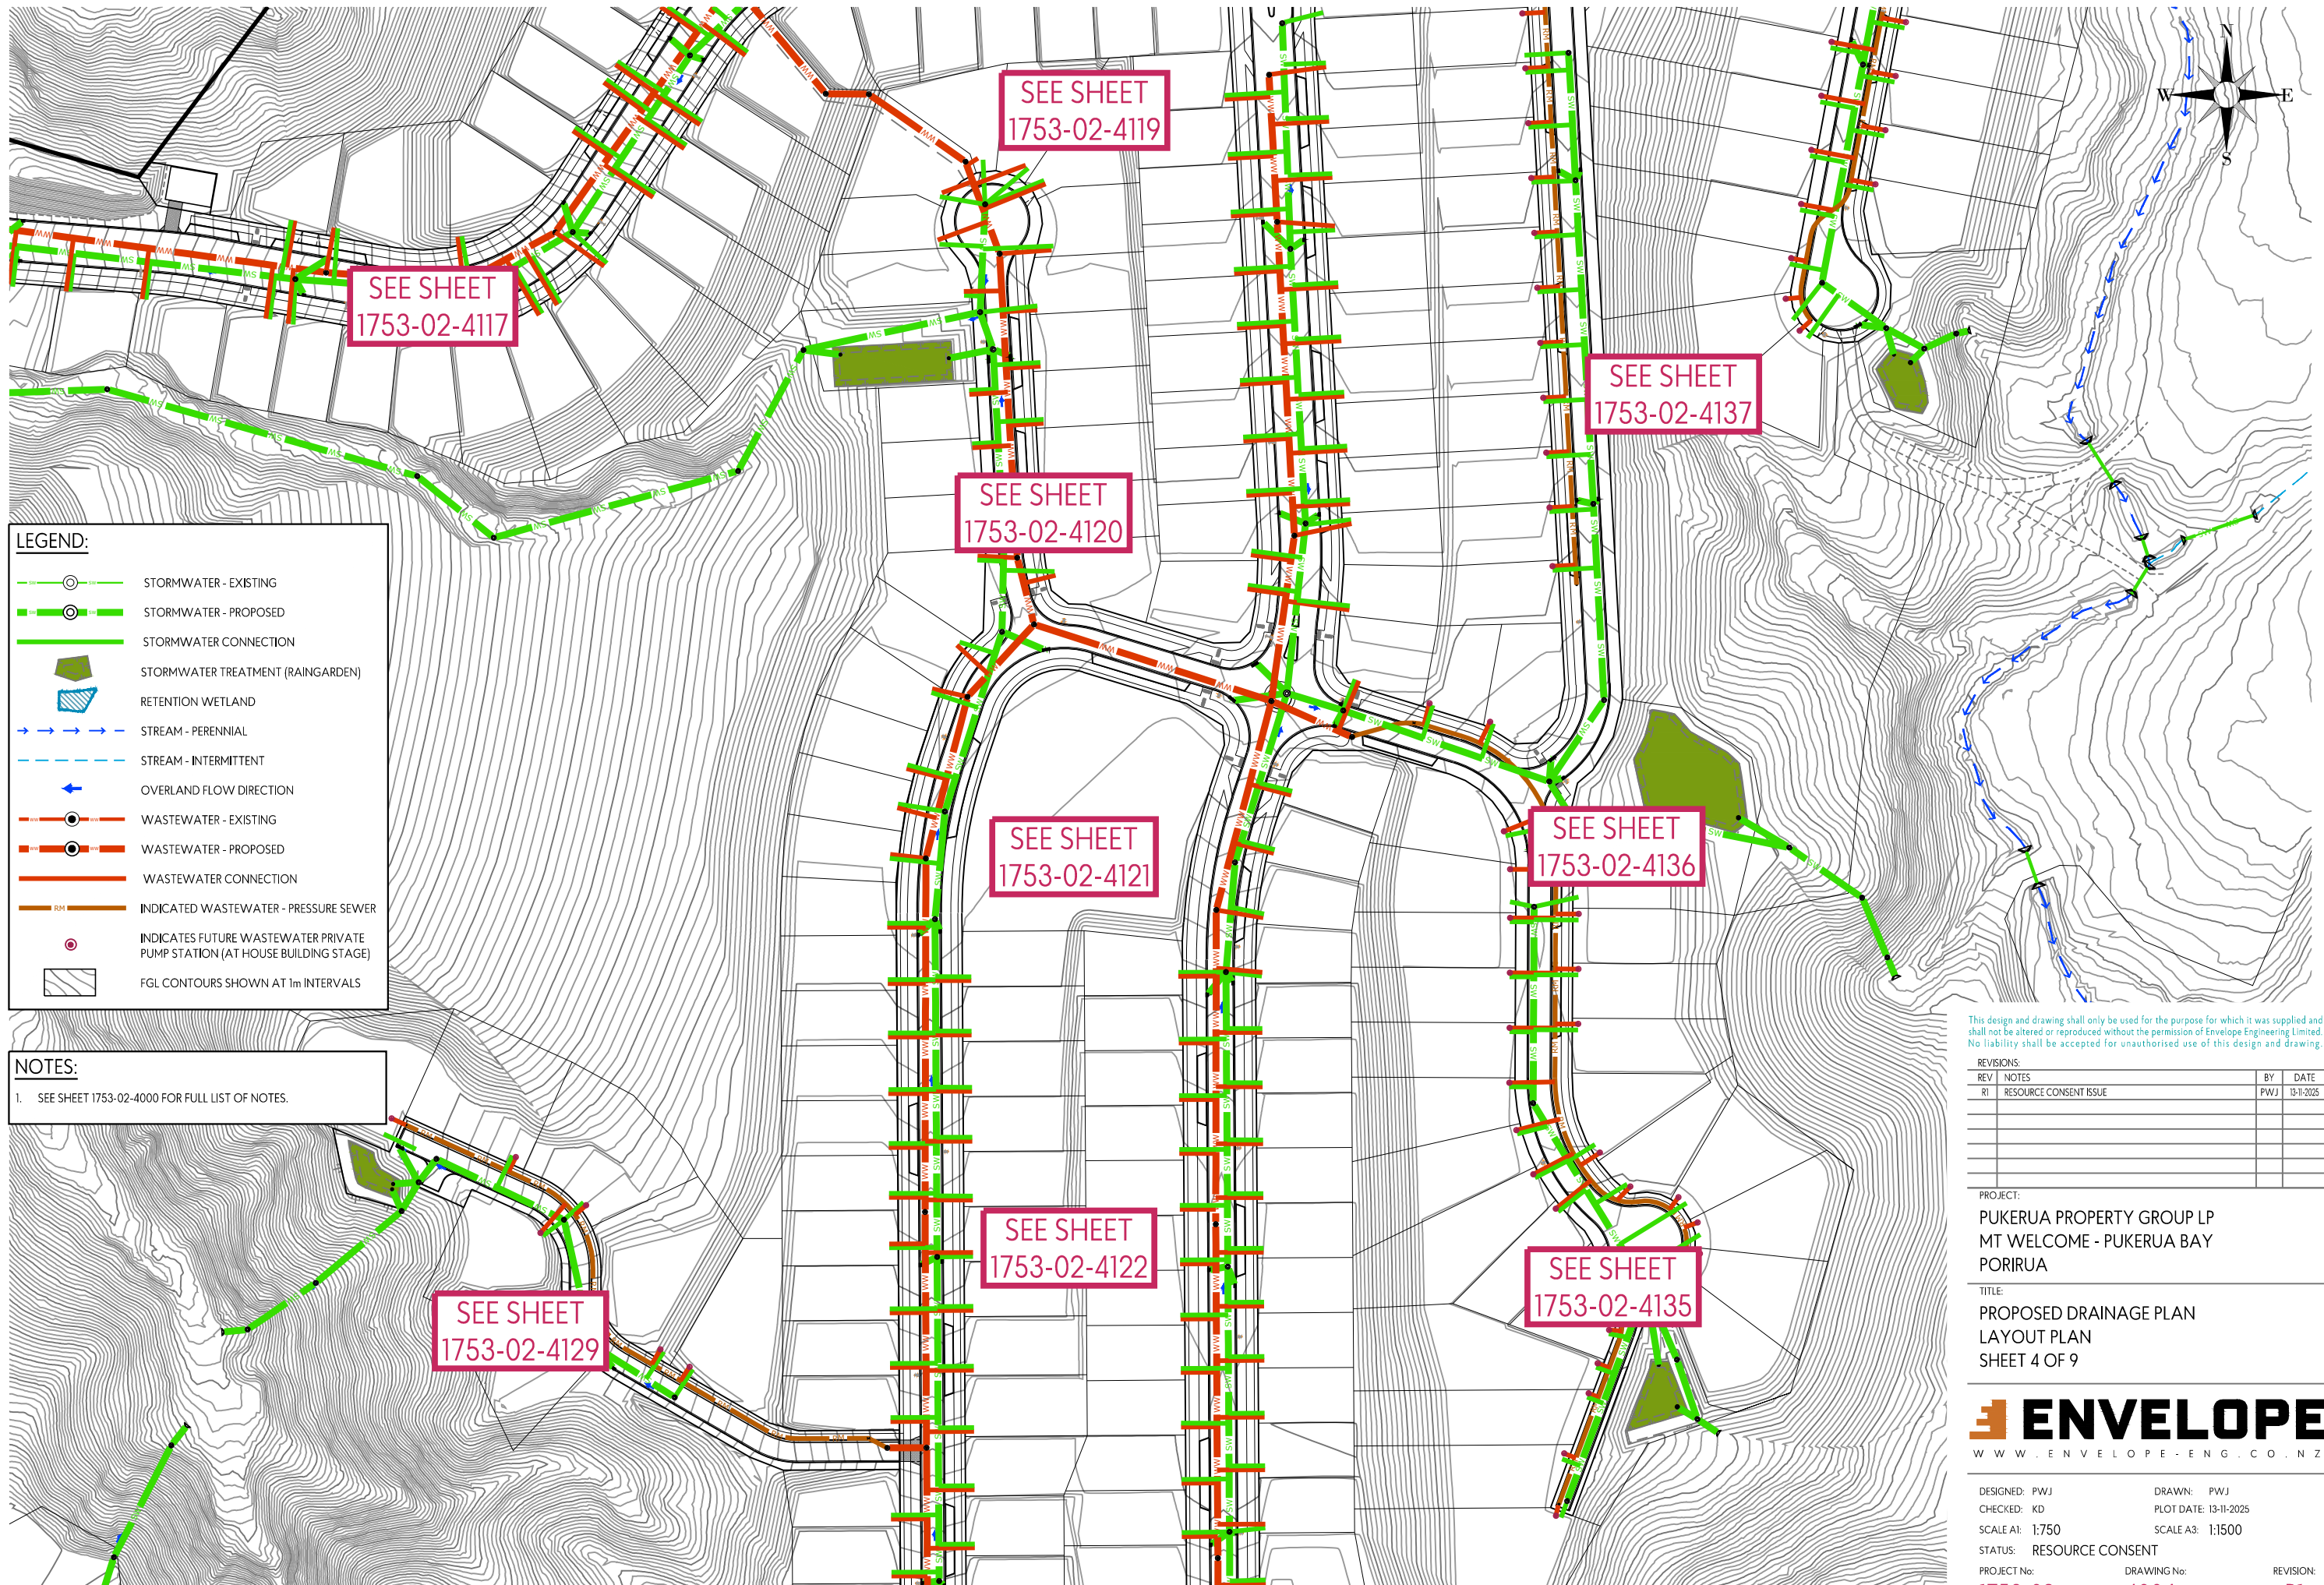 SEE SHEET
1753-02-4119
N
W
E
S
SEE SHEET
1753-02-4117
SEE SHEET
1753-02-4137
SEE SHEET
1753-02-4120
LEGEND:
STORMWATER - EXISTING
STORMWATER - PROPOSED
STORMWATER CONNECTION
STORMWATER TREATMENT (RAINGARDEN)
RETENTION WETLAND
STREAM - PERENNIAL
STREAM - INTERMITTENT
OVERLAND FLOW DIRECTION
WASTEWATER - EXISTING
WASTEWATER - PROPOSED
WASTEWATER CONNECTION
RM INDICATED WASTEWATER - PRESSURE SEWER
INDICATES FUTURE WASTEWATER PRIVATE
PUMP STATION (AT HOUSE BUILDING STAGE)
FGL CONTOURS SHOWN AT 1m INTERVALS
SEE SHEET
1753-02-4121
SEE SHEET
1753-02-4136
NOTES:
1. SEE SHEET 1753-02-4000 FOR FULL LIST OF NOTES.
SEE SHEET
1753-02-4122
SEE SHEET
1753-02-4135
SEE SHEET
1753-02-4129
This design and drawing shall only be used for the purpose for which it was supplied and
shall not be altered or reproduced without the permission of Envelope Engineering Limited.
No liability shall be accepted for unauthorised use of this design and drawing.
REVISIONS:
REV NOTES BY DATE
R1 RESOURCE CONSENT ISSUE PWJ 13-11-2025
PROJECT:
PUKERUA PROPERTY GROUP LP
MT WELCOME - PUKERUA BAY
PORIRUA
TITLE:
PROPOSED DRAINAGE PLAN
LAYOUT PLAN
SHEET 4 OF 9
ENVELOPE
WWW.ENVELOPE-ENG.CO.NZ
DESIGNED: PWJ DRAWN: PWJ
CHECKED: KD PLOT DATE: 13-11-2025
SCALE A1: 1:750 SCALE A3: 1:1500
STATUS: RESOURCE CONSENT
PROJECT No: DRAWING No: REVISION: